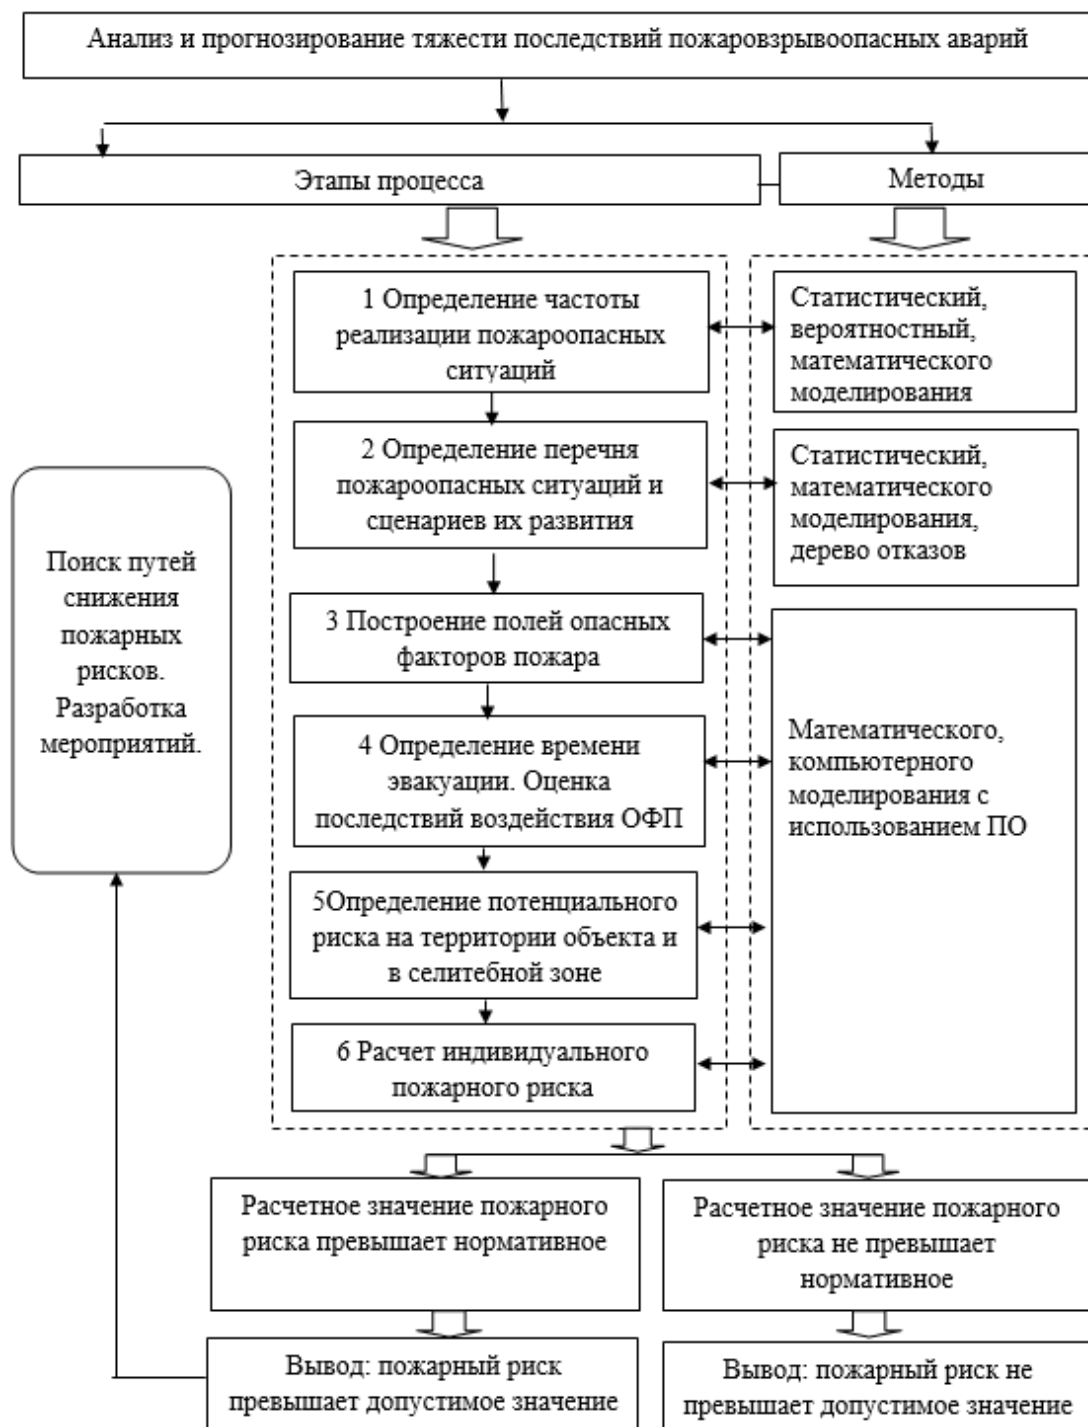 Анализ и прогнозирование тяжести последствий пожаровзрывоопасных аварий
Этапы процесса
Методы
1 Определение частоты
реализации пожароопасных
ситуаций
Статистический,
вероятностный,
математического
моделирования
2 Определение перечня
пожароопасных ситуаций и
сценариев их развития
Статистический,
математического
моделирования,
дерево отказов
Поиск путей
снижения
пожарных
рисков.
Разработка
мероприятий.
3 Построение полей опасных
факторов пожара
4 Определение времени
эвакуации. Оценка
последствий воздействия ОФП
Математического,
компьютерного
моделирования с
использованием ПО
5Определение потенциального
риска на территории объекта и
в селитебной зоне
6 Расчет индивидуального
пожарного риска
Расчетное значение пожарного
риска превышает нормативное
Расчетное значение пожарного
риска не превышает
нормативное
Вывод: пожарный риск
превышает допустимое значение
Вывод: пожарный риск не
превышает допустимое значение